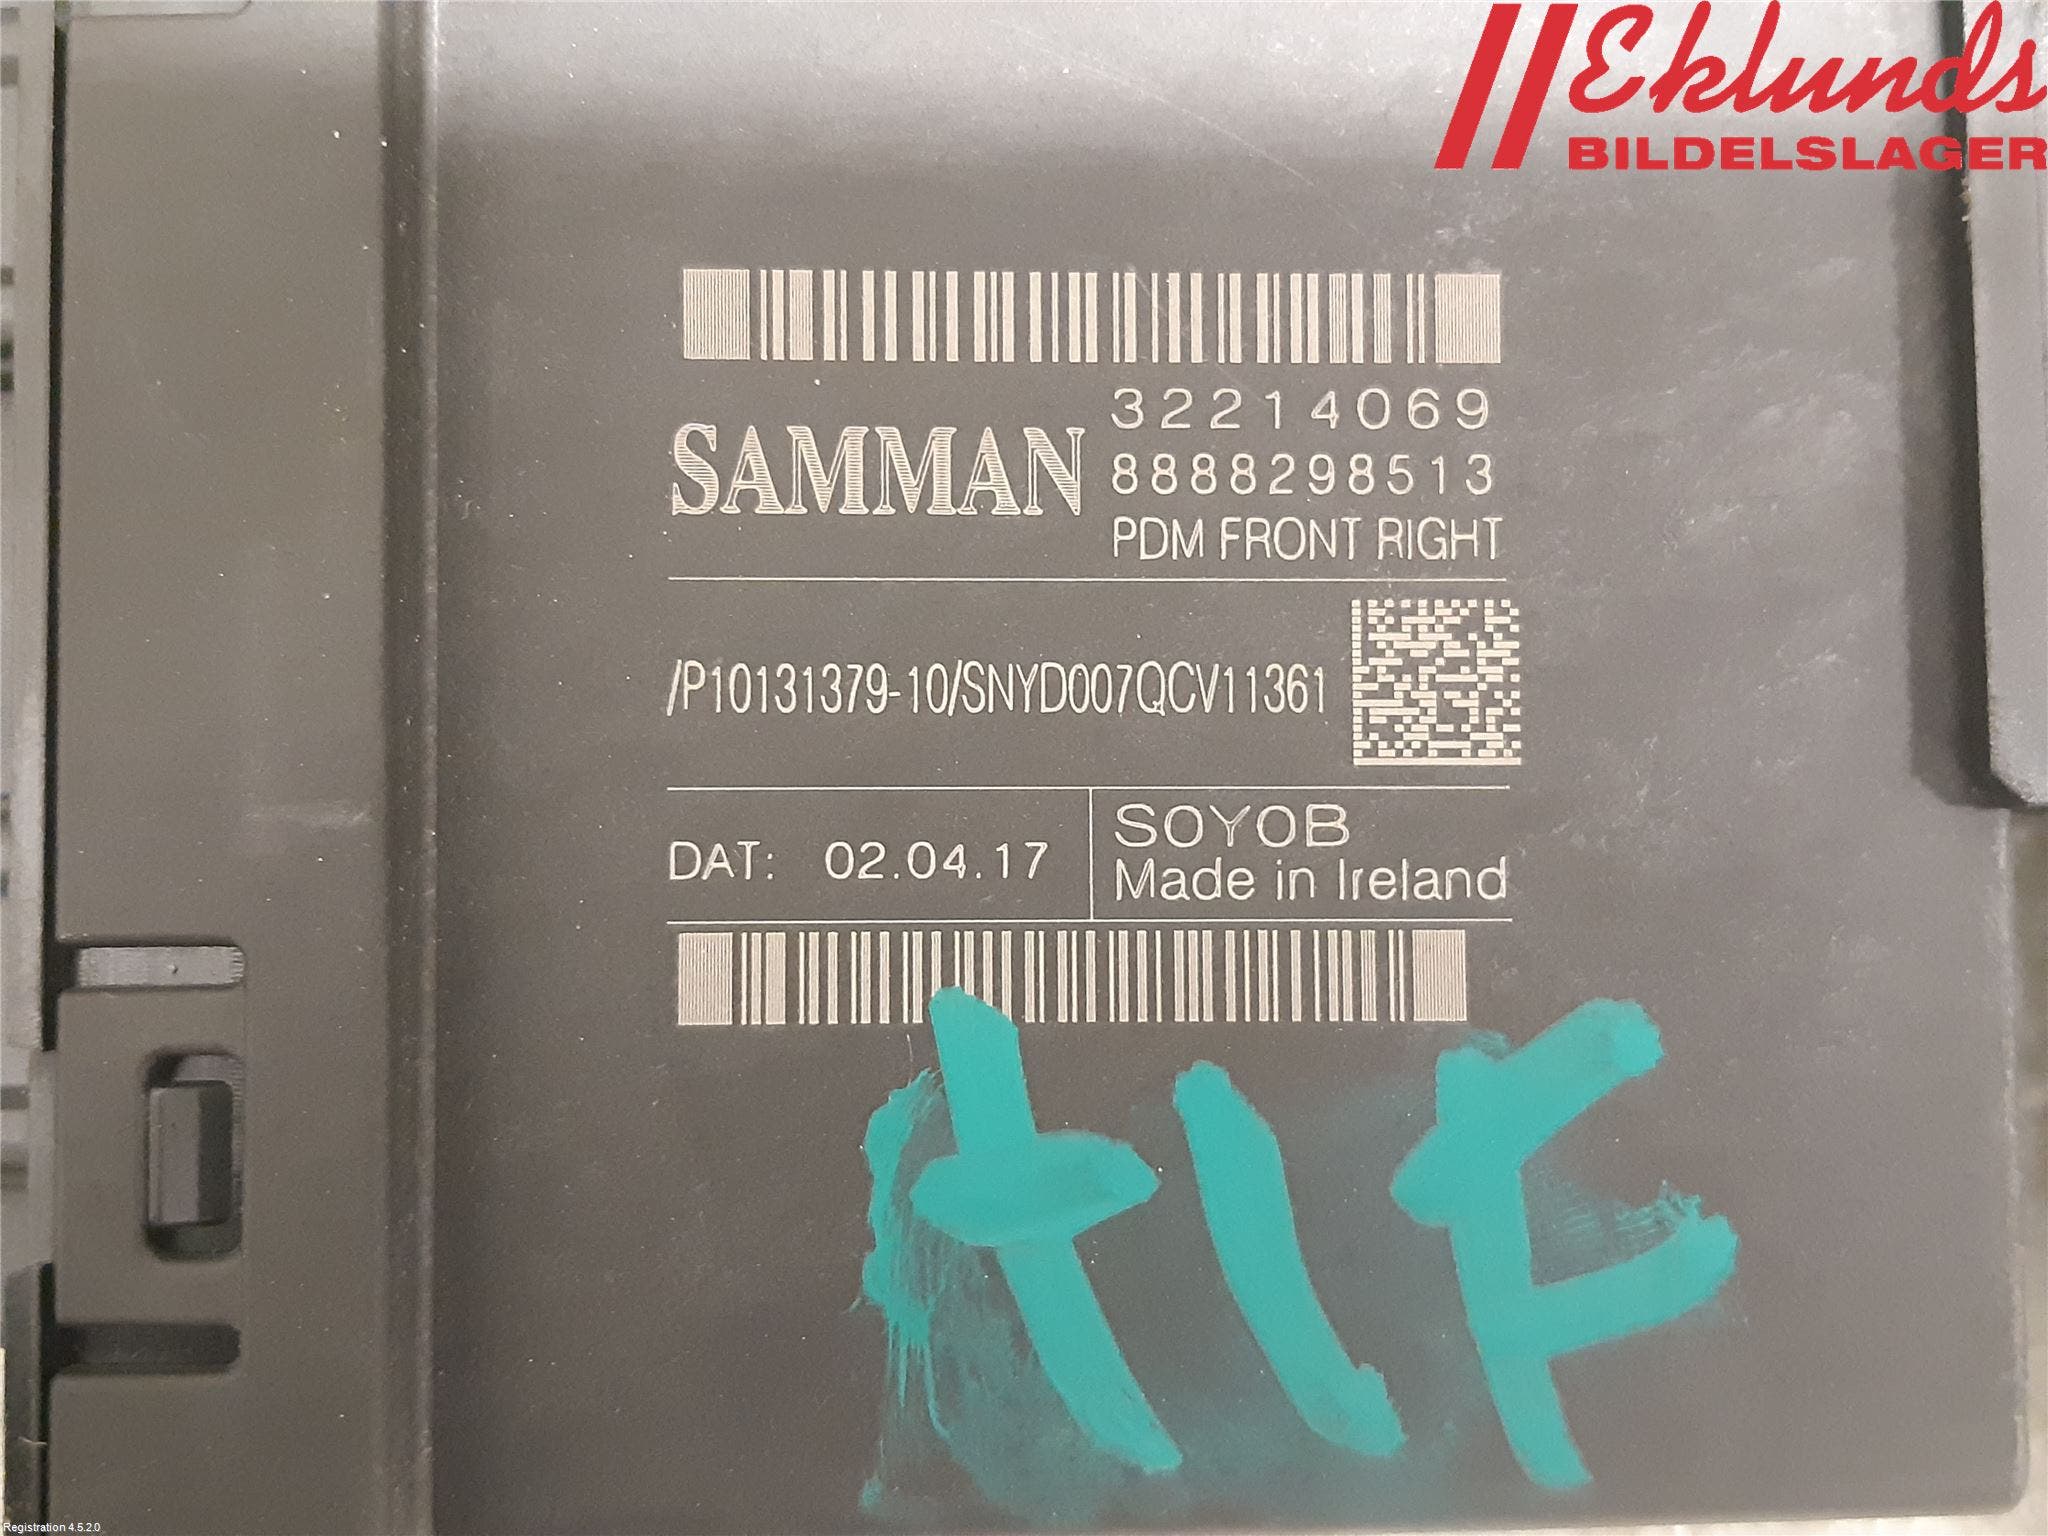 Eklunds
BILDELSLAGER
32214069
SAMMAN
8888298513
PDM FRONT RIGHT
/P10131379-10/SNYD007QCV11361
DAT: 02.04.17
SOYOB
Made in Ireland
HF
Registration 4.5.2.0